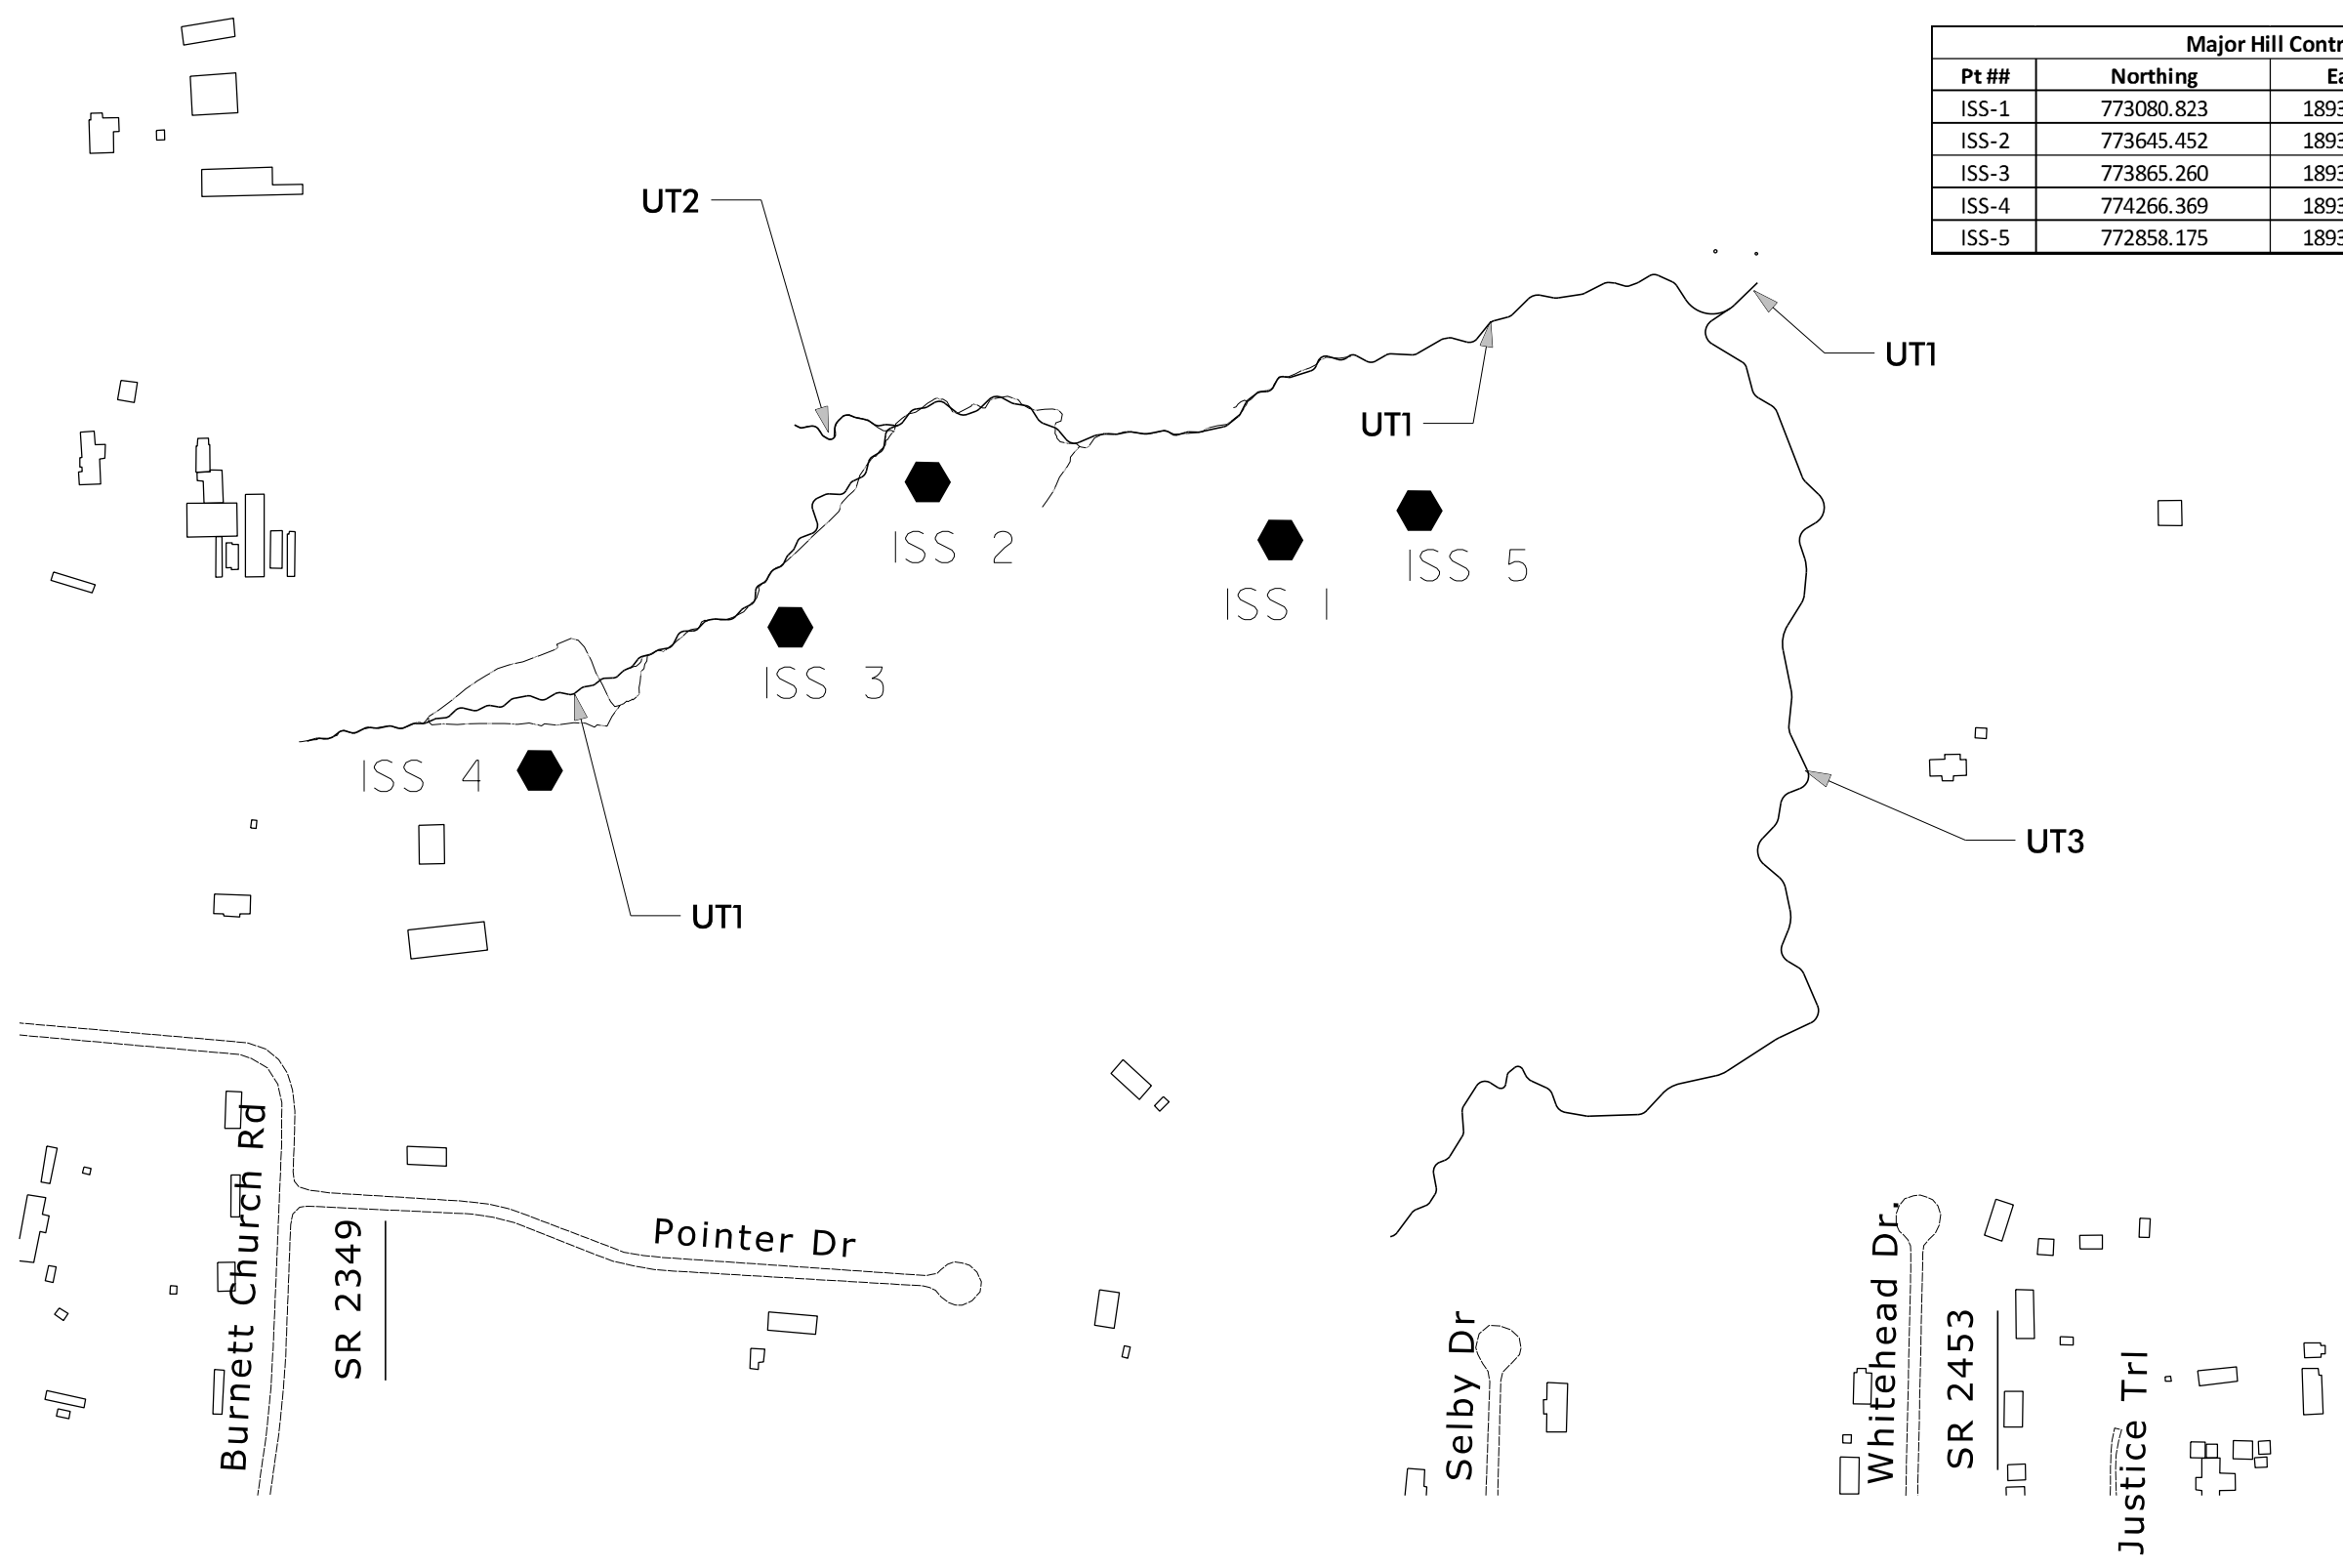 Major Hill Contr
Pt ## Northing Ea
ISS-1 773080.823 1893
ISS-2 773645.452 1893
ISS-3 773865.260 1893
ISS-4 774266.369 1893
ISS-5 772858.175 1893
UT2
UT1
UT1
ISS 2
ISS 5
ISS 1
ISS 3
ISS 4
UT3
UT1
Burnett Church Rd
SR 2349
Pointer Dr
Selby Dr
Whitehead Dr.
SR 2453
Justice Trl